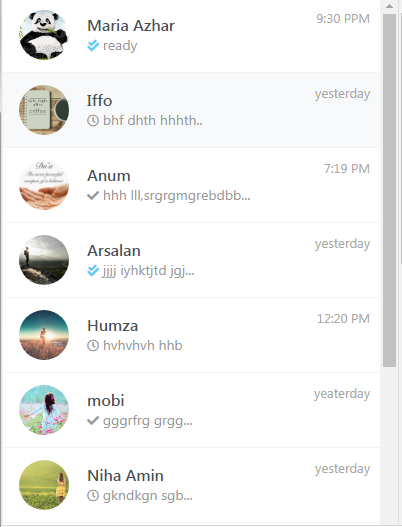 Maria Azhar
9:30 PPM
ready
Iffo
yesterday
bhf dhth hhhth..
Anum
7:19 PM
hhh lll,srgrgmgrebdbb...
Arsalan
yesterday
jjjj iyhktjtd jgj...
Humza
12:20 PM
hvhvhvh hhb
mobi
yeaterday
gggrfrg grgg...
Niha Amin
yesterday
gkndkgn sgb...